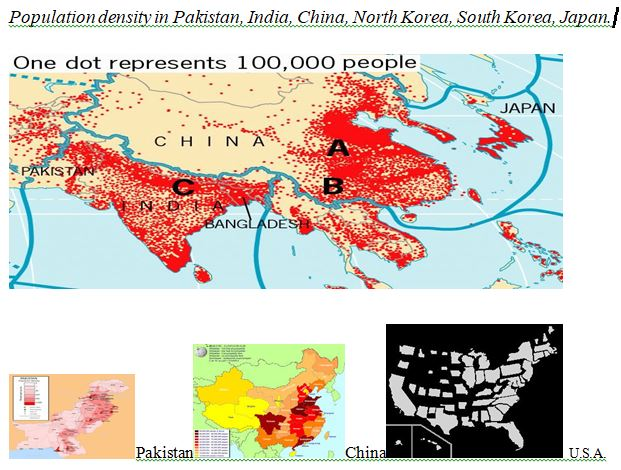 Population density in Pakistan, India, China, North Korea, South Korea, Japan.
One dot represents 100,000 people
JAPAN
CHINA
A
PAKISTAN
C
B
INDIA
BANGLADESH
Pakistan China U.S.A.